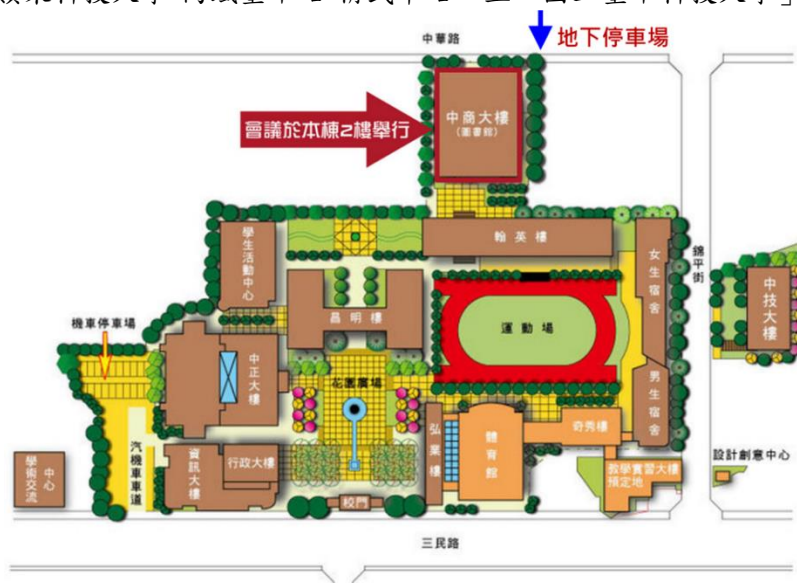 科技大學
中華路
地下停車場
會議於本棟2樓舉行
中商大樓
(圖書館)
翰英樓
學生活動中心
昌明樓
運動場
女生宿舍
錦平街
中技大樓
機車停車場
中正大樓
花園廣場
男生宿舍
弘業樓
體育館
奇秀樓
設計創意中心
學術交流中心
汽機車車道
資訊大樓
行政大樓
校門
教學實習大樓
預定地
三民路